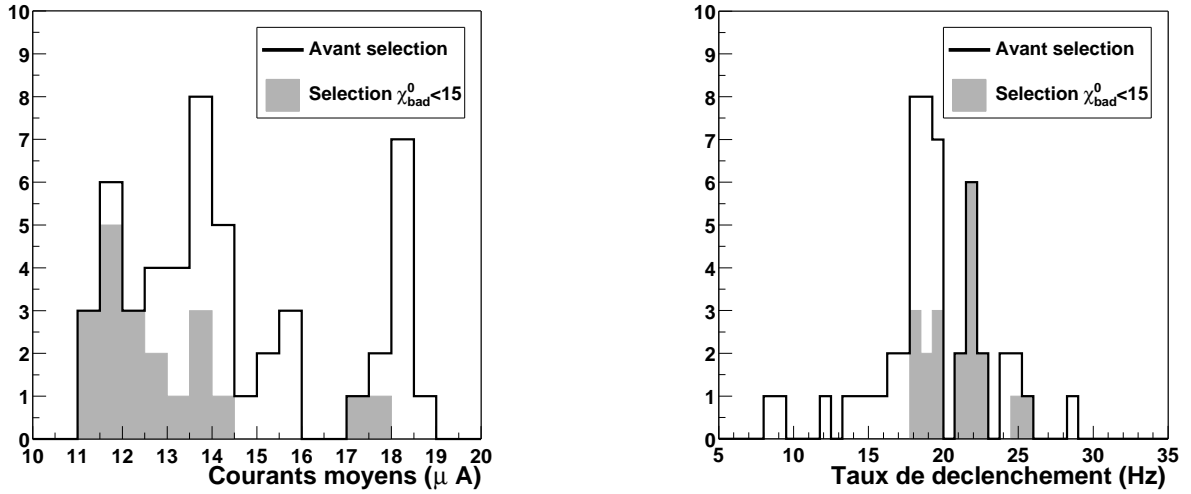 10
9
8
7
6
5
4
3
2
1
0
10 11 12 13 14 15 16 17 18 19 20
Courants moyens (μ A)
Avant selection
Selection χ⁰bad<15
10
9
8
7
6
5
4
3
2
1
0
5 10 15 20 25 30 35
Taux de declenchement (Hz)
Avant selection
Selection χ⁰bad<15